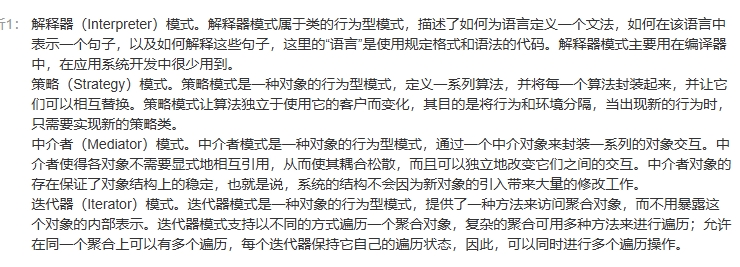 析1： 解释器（Interpreter）模式。解释器模式属于类的行为型模式，描述了如何为语言定义一个文法，如何在该语言中
表示一个句子，以及如何解释这些句子，这里的“语言”是使用规定格式和语法的代码。解释器模式主要用在编译器
中，在应用系统开发中很少用到。
策略（Strategy）模式。策略模式是一种对象的行为型模式，定义一系列算法，并将每一个算法封装起来，并让它
们可以相互替换。策略模式让算法独立于使用它的客户而变化，其目的是将行为和环境分隔，当出现新的行为时，
只需要实现新的策略类。
中介者（Mediator）模式。中介者模式是一种对象的行为型模式，通过一个中介对象来封装一系列的对象交互。中
介者使得各对象不需要显式地相互引用，从而使其耦合松散，而且可以独立地改变它们之间的交互。中介者对象的
存在保证了对象结构上的稳定，也就是说，系统的结构不会因为新对象的引入带来大量的修改工作。
迭代器（Iterator）模式。迭代器模式是一种对象的行为型模式，提供了一种方法来访问聚合对象，而不用暴露这
个对象的内部表示。迭代器模式支持以不同的方式遍历一个聚合对象，复杂的聚合可用多种方法来进行遍历；允许
在同一个聚合上可以有多个遍历，每个迭代器保持它自己的遍历状态，因此，可以同时进行多个遍历操作。